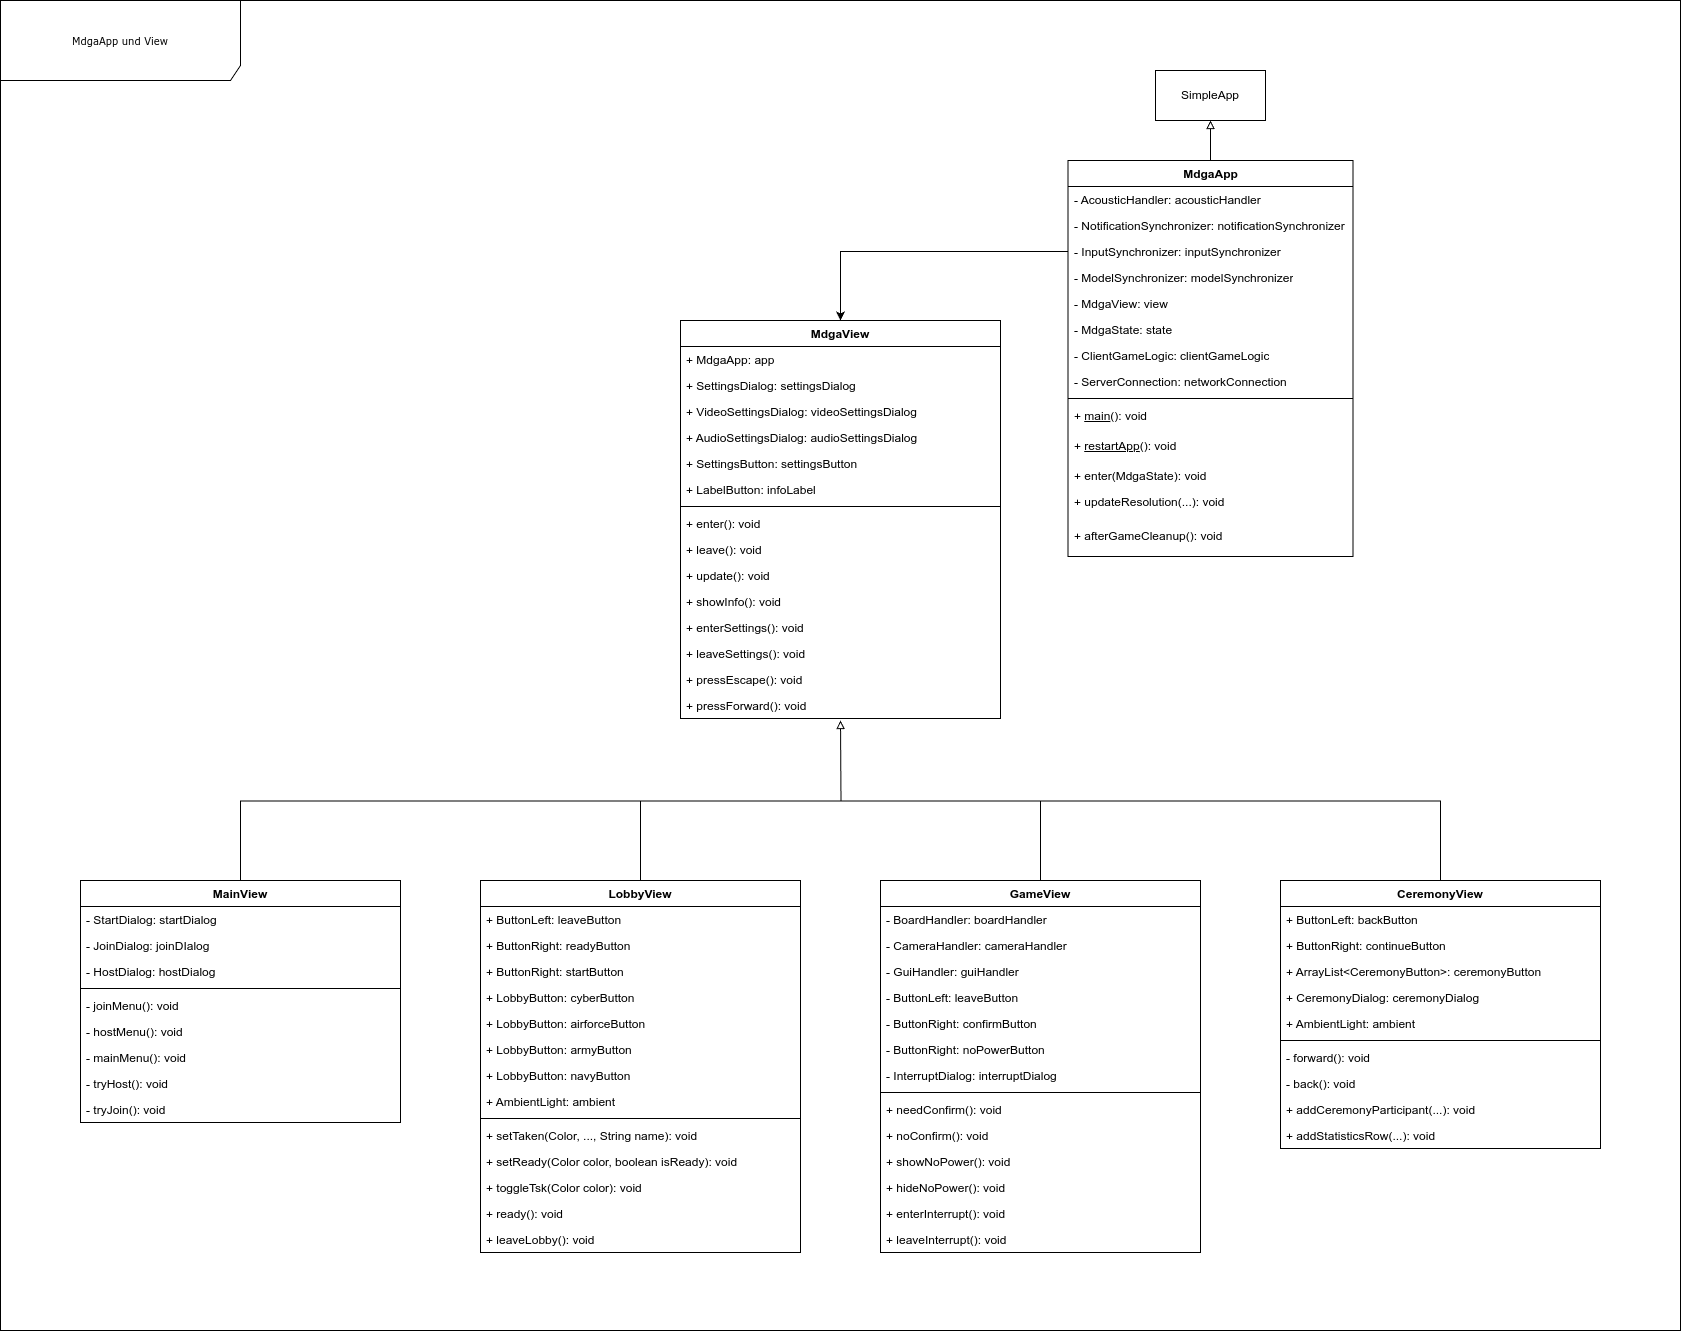 MdgaApp und View
SimpleApp
MdgaApp
- AcousticHandler: acousticHandler
- NotificationSynchronizer: notificationSynchronizer
- InputSynchronizer: inputSynchronizer
- ModelSynchronizer: modelSynchronizer
- MdgaView: view
- MdgaState: state
- ClientGameLogic: clientGameLogic
- ServerConnection: networkConnection
+ main(): void
+ restartApp(): void
+ enter(MdgaState): void
+ updateResolution(...): void
+ afterGameCleanup(): void
MdgaView
+ MdgaApp: app
+ SettingsDialog: settingsDialog
+ VideoSettingsDialog: videoSettingsDialog
+ AudioSettingsDialog: audioSettingsDialog
+ SettingsButton: settingsButton
+ LabelButton: infoLabel
+ enter(): void
+ leave(): void
+ update(): void
+ showInfo(): void
+ enterSettings(): void
+ leaveSettings(): void
+ pressEscape(): void
+ pressForward(): void
MainView
- StartDialog: startDialog
- JoinDialog: joinDIalog
- HostDialog: hostDialog
- joinMenu(): void
- hostMenu(): void
- mainMenu(): void
- tryHost(): void
- tryJoin(): void
LobbyView
+ ButtonLeft: leaveButton
+ ButtonRight: readyButton
+ ButtonRight: startButton
+ LobbyButton: cyberButton
+ LobbyButton: airforceButton
+ LobbyButton: armyButton
+ LobbyButton: navyButton
+ AmbientLight: ambient
+ setTaken(Color, ..., String name): void
+ setReady(Color color, boolean isReady): void
+ toggleTsk(Color color): void
+ ready(): void
+ leaveLobby(): void
GameView
- BoardHandler: boardHandler
- CameraHandler: cameraHandler
- GuiHandler: guiHandler
- ButtonLeft: leaveButton
- ButtonRight: confirmButton
- ButtonRight: noPowerButton
- InterruptDialog: interruptDialog
+ needConfirm(): void
+ noConfirm(): void
+ showNoPower(): void
+ hideNoPower(): void
+ enterInterrupt(): void
+ leaveInterrupt(): void
CeremonyView
+ ButtonLeft: backButton
+ ButtonRight: continueButton
+ ArrayList<CeremonyButton>: ceremonyButton
+ CeremonyDialog: ceremonyDialog
+ AmbientLight: ambient
- forward(): void
- back(): void
+ addCeremonyParticipant(...): void
+ addStatisticsRow(...): void